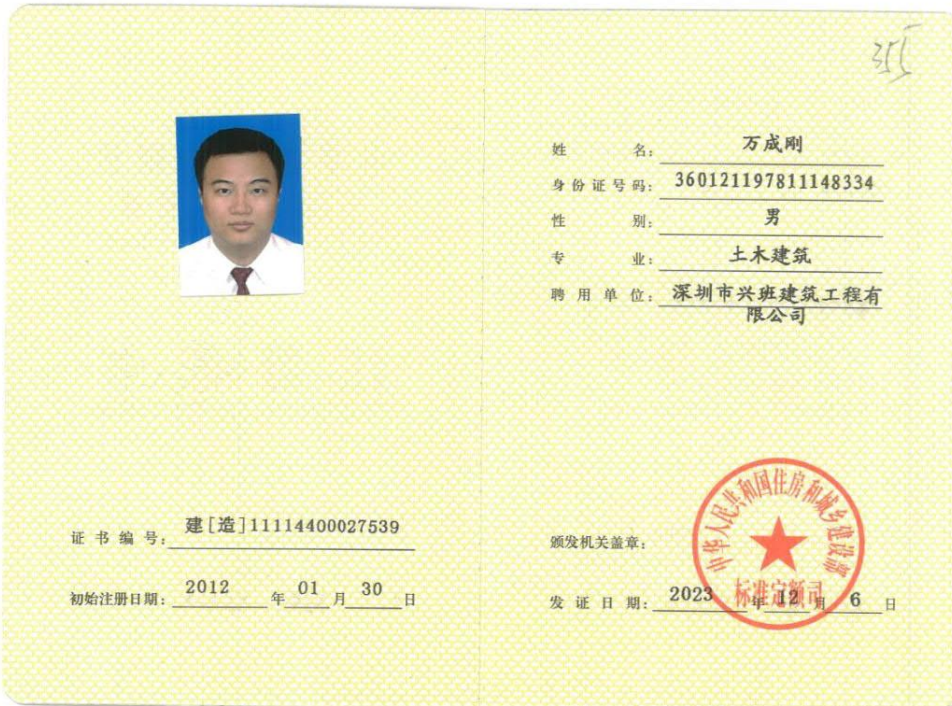 355
姓 名: 万成刚
身份证号码: 360121197811148334
性 别: 男
专 业: 土木建筑
聘用单位: 深圳市兴班建筑工程有
限公司
证书编号: 建[造]11114400027539
初始注册日期: 2012 年 01 月 30 日
中华人民共和国住房和城乡建设部
标准定额司
颁发机关盖章:
发证日期: 2023 年 12 月 6 日